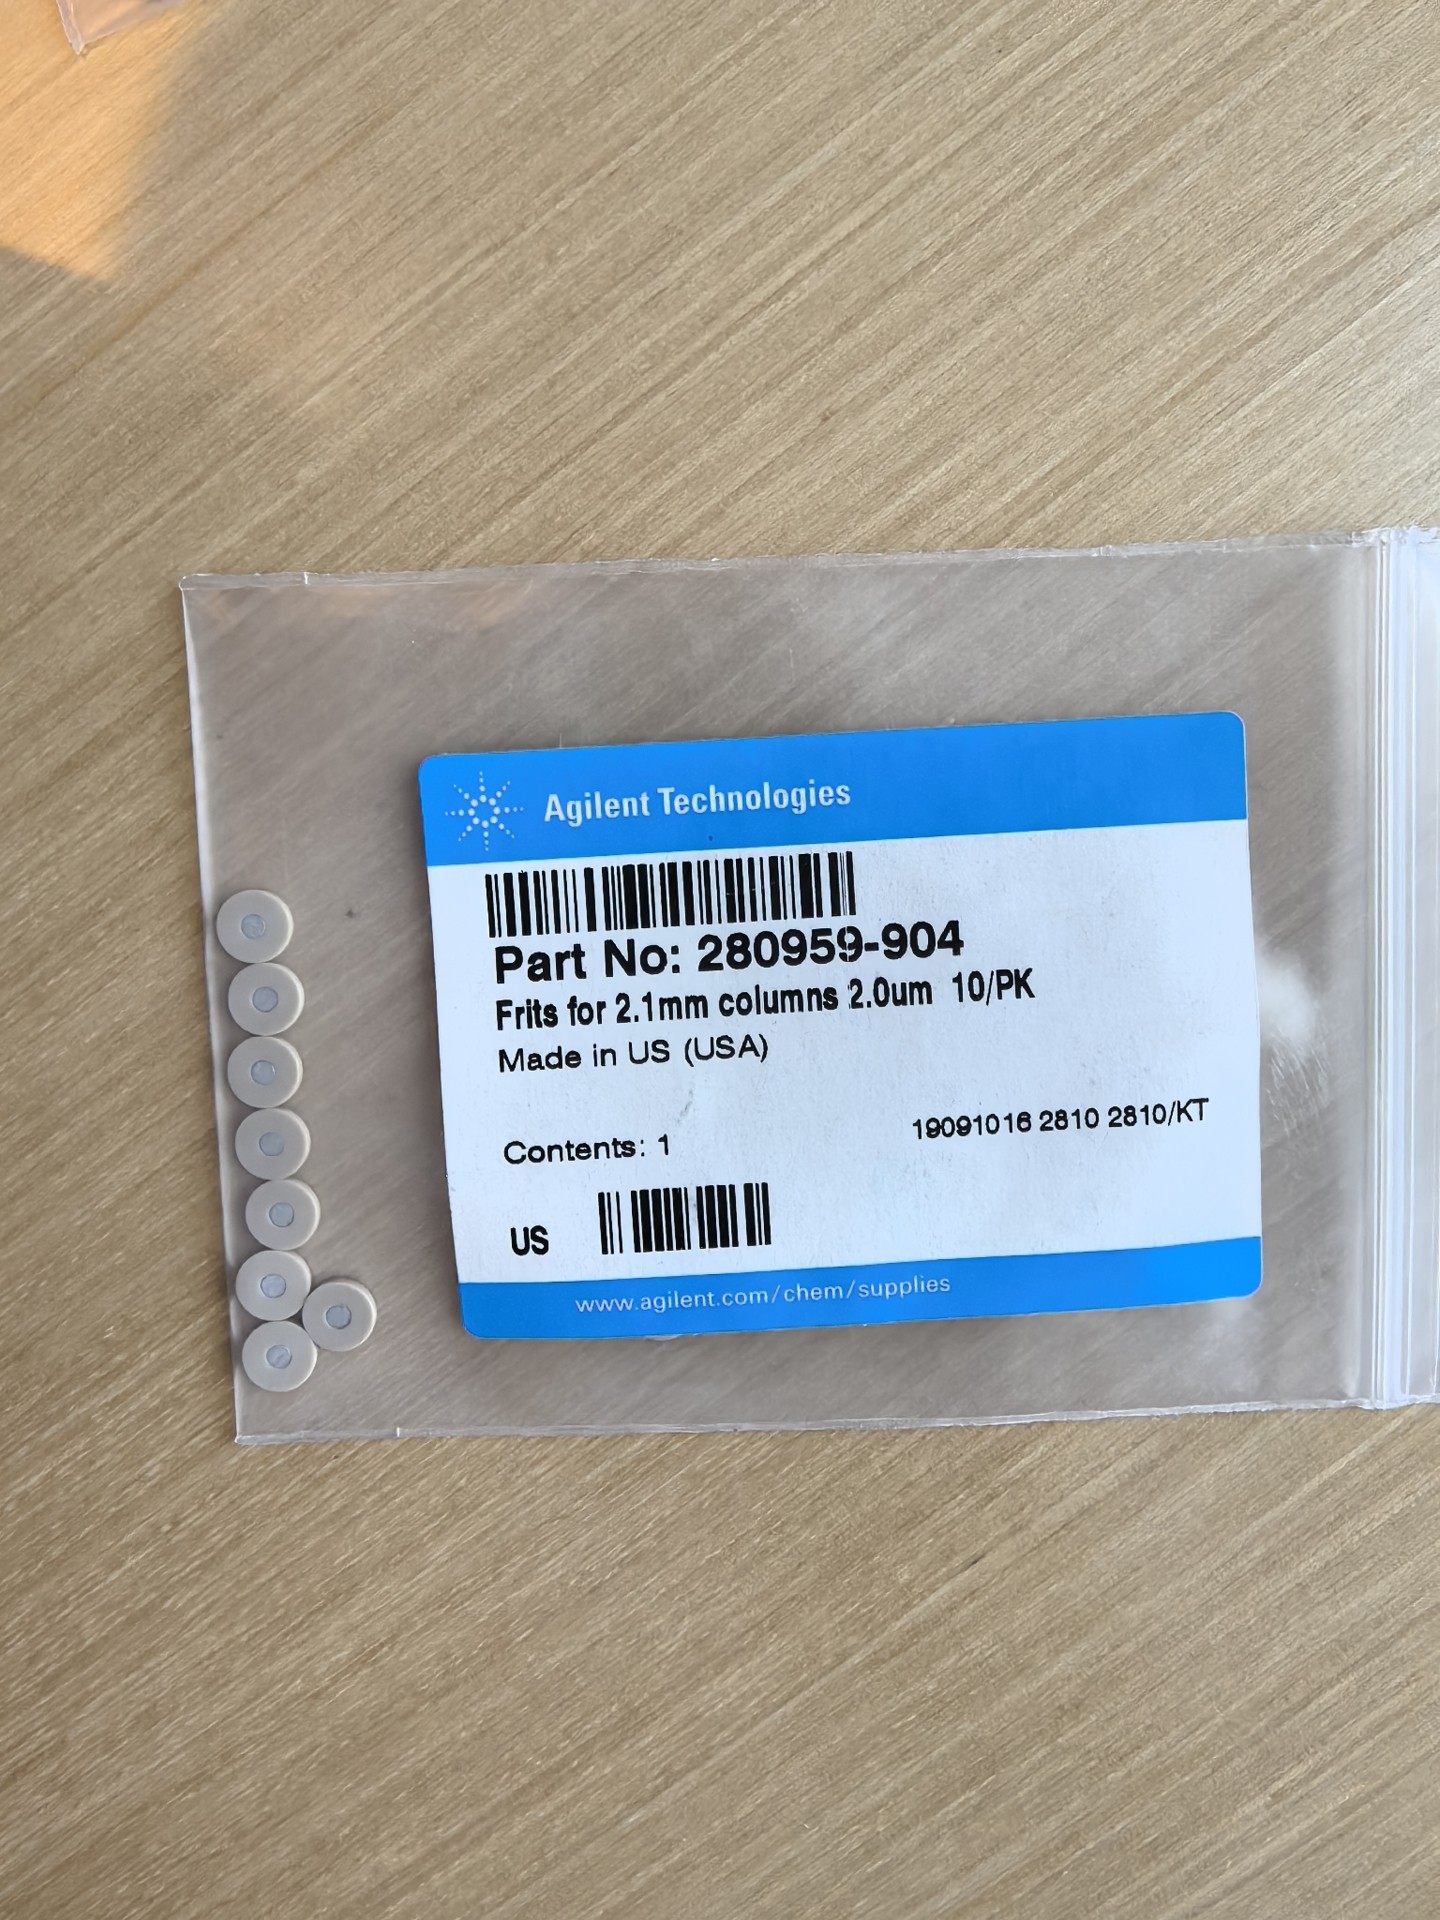 Agilent Technologies
Part No: 280959-904
Frits for 2.1mm columns 2.0um 10/PK
Made in US (USA)
Contents: 1
19091016 2810 2810/KT
US
www.agilent.com/chem/supplies